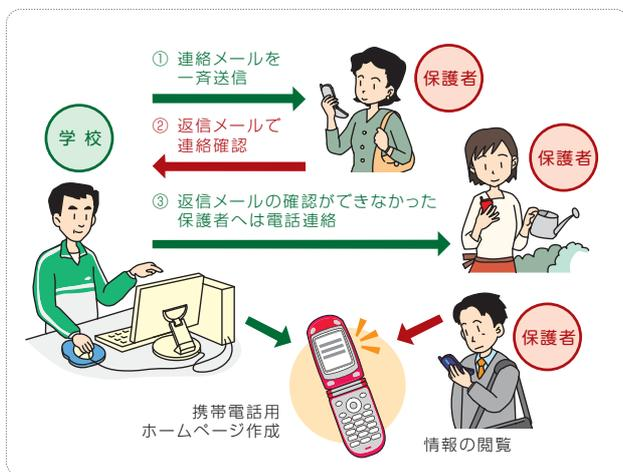 ① 連絡メールを
一斉送信
保護者
学校
② 返信メールで
連絡確認
保護者
③ 返信メールの確認ができなかった
保護者へは電話連絡
保護者
携帯電話用
ホームページ作成
情報の閲覧